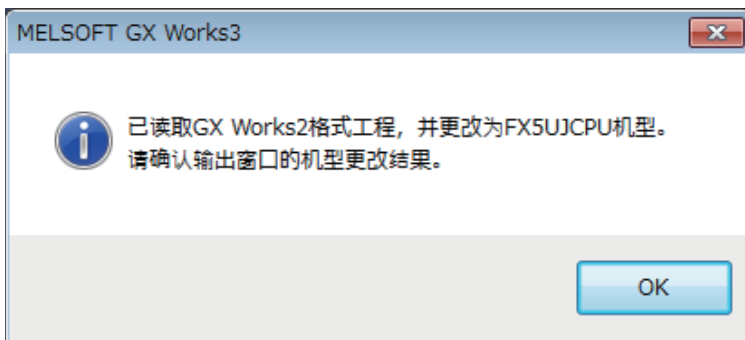 MELSOFT GX Works3
已读取GX Works2格式工程，并更改为FX5UJCPU机型。
请确认输出窗口的机型更改结果。
OK